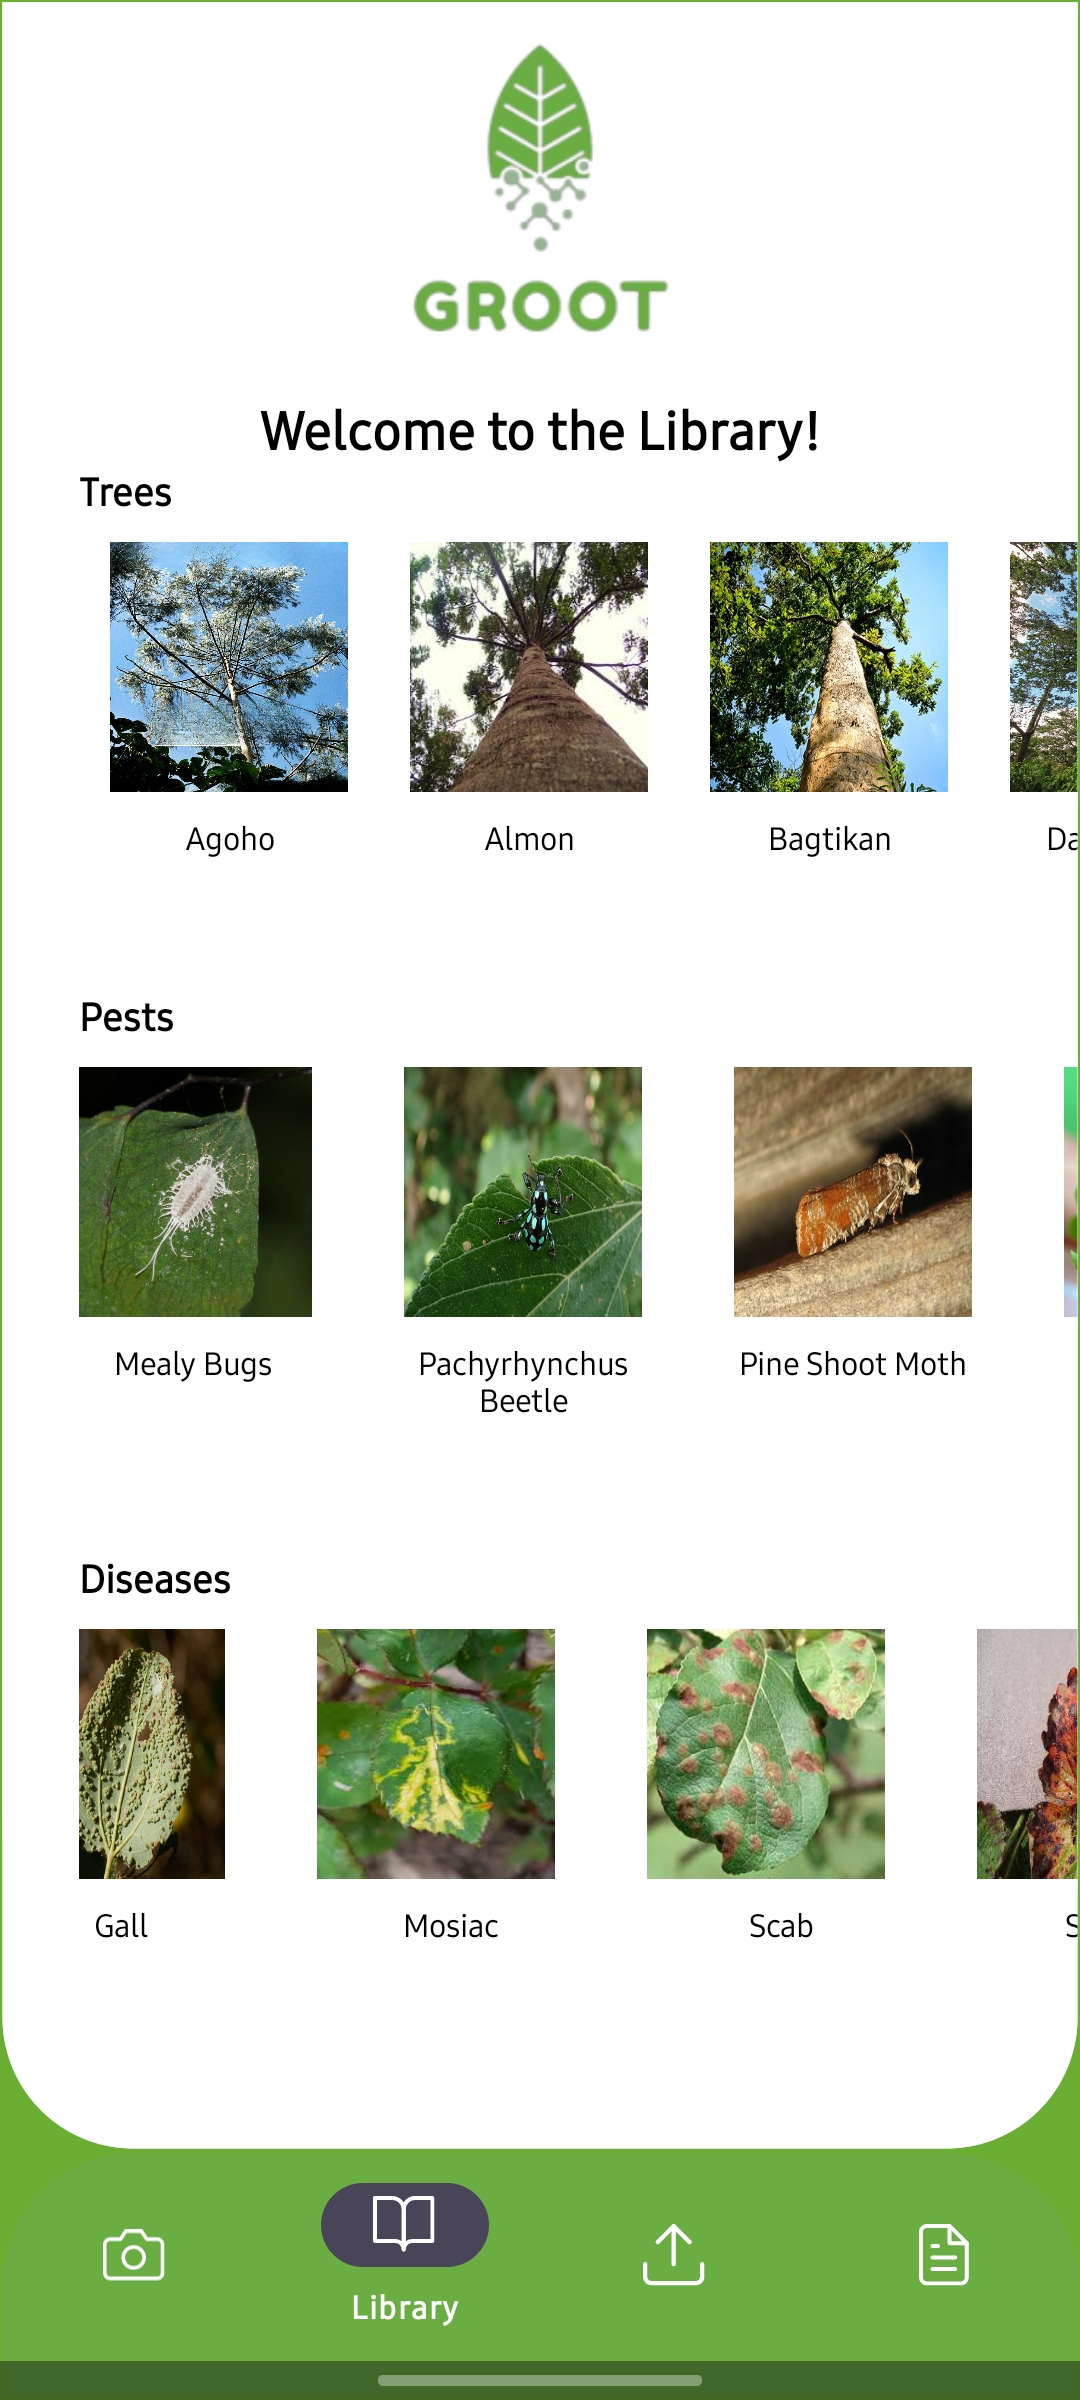 GROOT
Welcome to the Library!
Trees
Agoho
Almon
Bagtikan
Da
Pests
Mealy Bugs
Pachyrhynchus
Beetle
Pine Shoot Moth
Diseases
Gall
Mosiac
Scab
S
Library